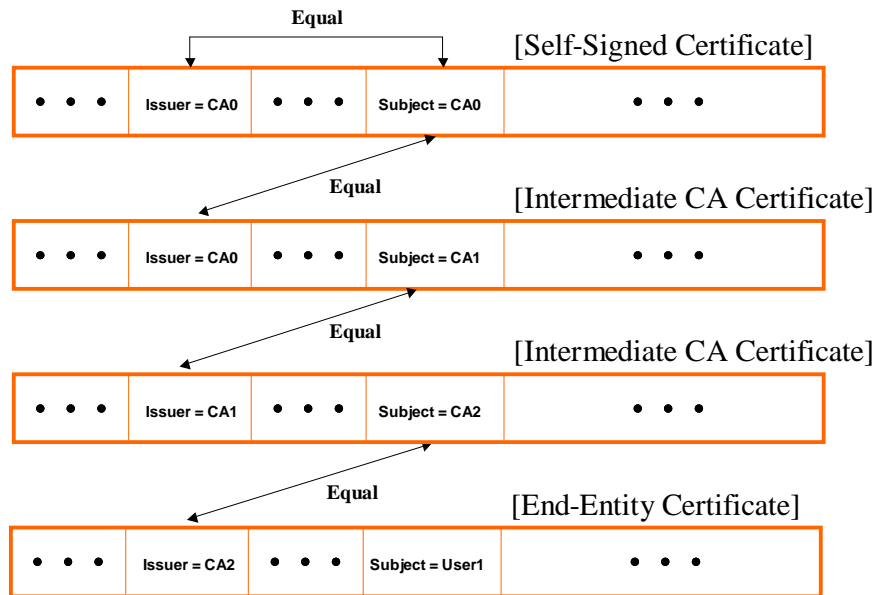 Equal
[Self-Signed Certificate]
• • • Issuer = CA0 • • • Subject = CA0 • • •
Equal
[Intermediate CA Certificate]
• • • Issuer = CA0 • • • Subject = CA1 • • •
Equal
[Intermediate CA Certificate]
• • • Issuer = CA1 • • • Subject = CA2 • • •
Equal
[End-Entity Certificate]
• • • Issuer = CA2 • • • Subject = User1 • • •